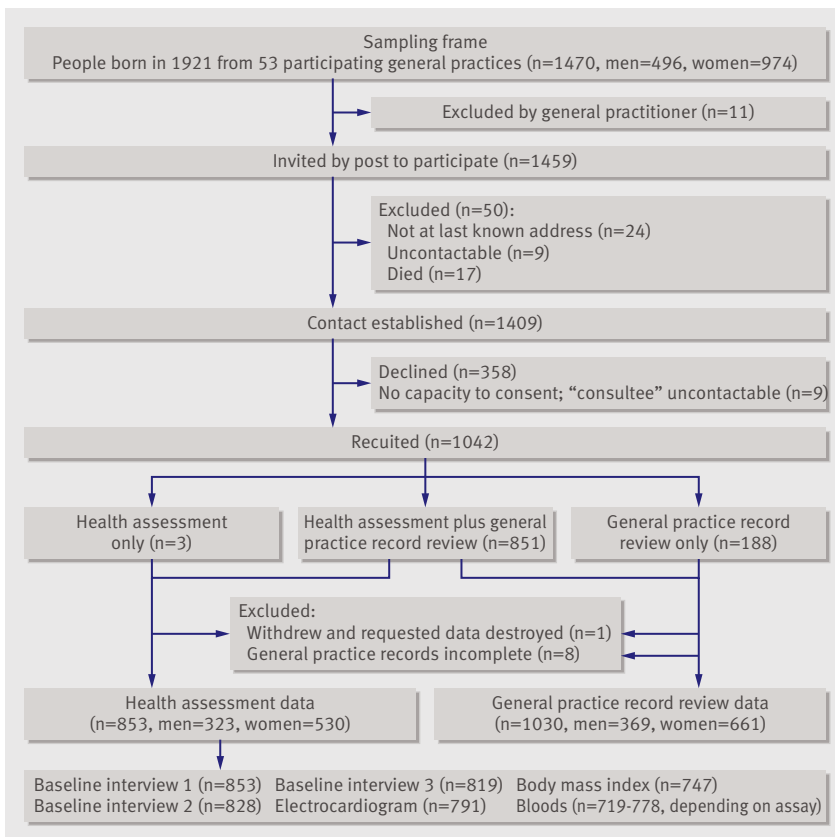 Sampling frame
People born in 1921 from 53 participating general practices (n=1470, men=496, women=974)
Excluded by general practitioner (n=11)
Invited by post to participate (n=1459)
Excluded (n=50):
Not at last known address (n=24)
Uncontactable (n=9)
Died (n=17)
Contact established (n=1409)
Declined (n=358)
No capacity to consent; “consultee” uncontactable (n=9)
Recuited (n=1042)
Health assessment
only (n=3)
Health assessment plus general
practice record review (n=851)
General practice record
review only (n=188)
Excluded:
Withdrew and requested data destroyed (n=1)
General practice records incomplete (n=8)
Health assessment data
(n=853, men=323, women=530)
General practice record review data
(n=1030, men=369, women=661)
Baseline interview 1 (n=853)
Baseline interview 2 (n=828)
Baseline interview 3 (n=819)
Electrocardiogram (n=791)
Body mass index (n=747)
Bloods (n=719-778, depending on assay)